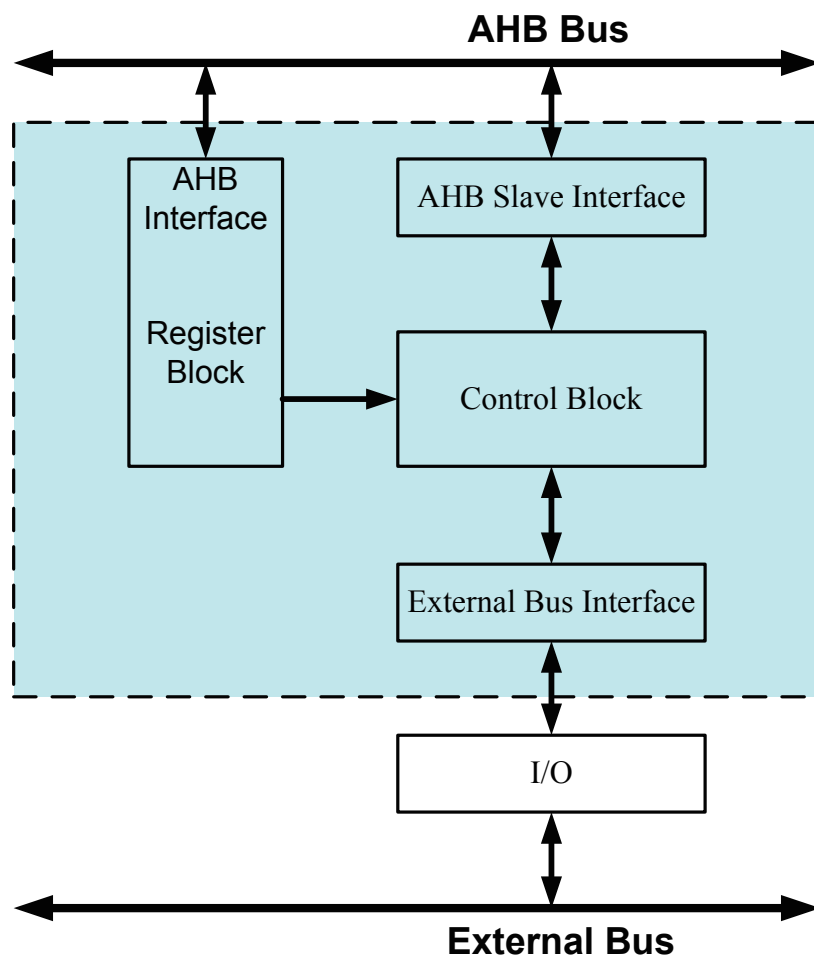 AHB Bus
AHB
Interface
Register
Block
AHB Slave Interface
Control Block
External Bus Interface
I/O
External Bus